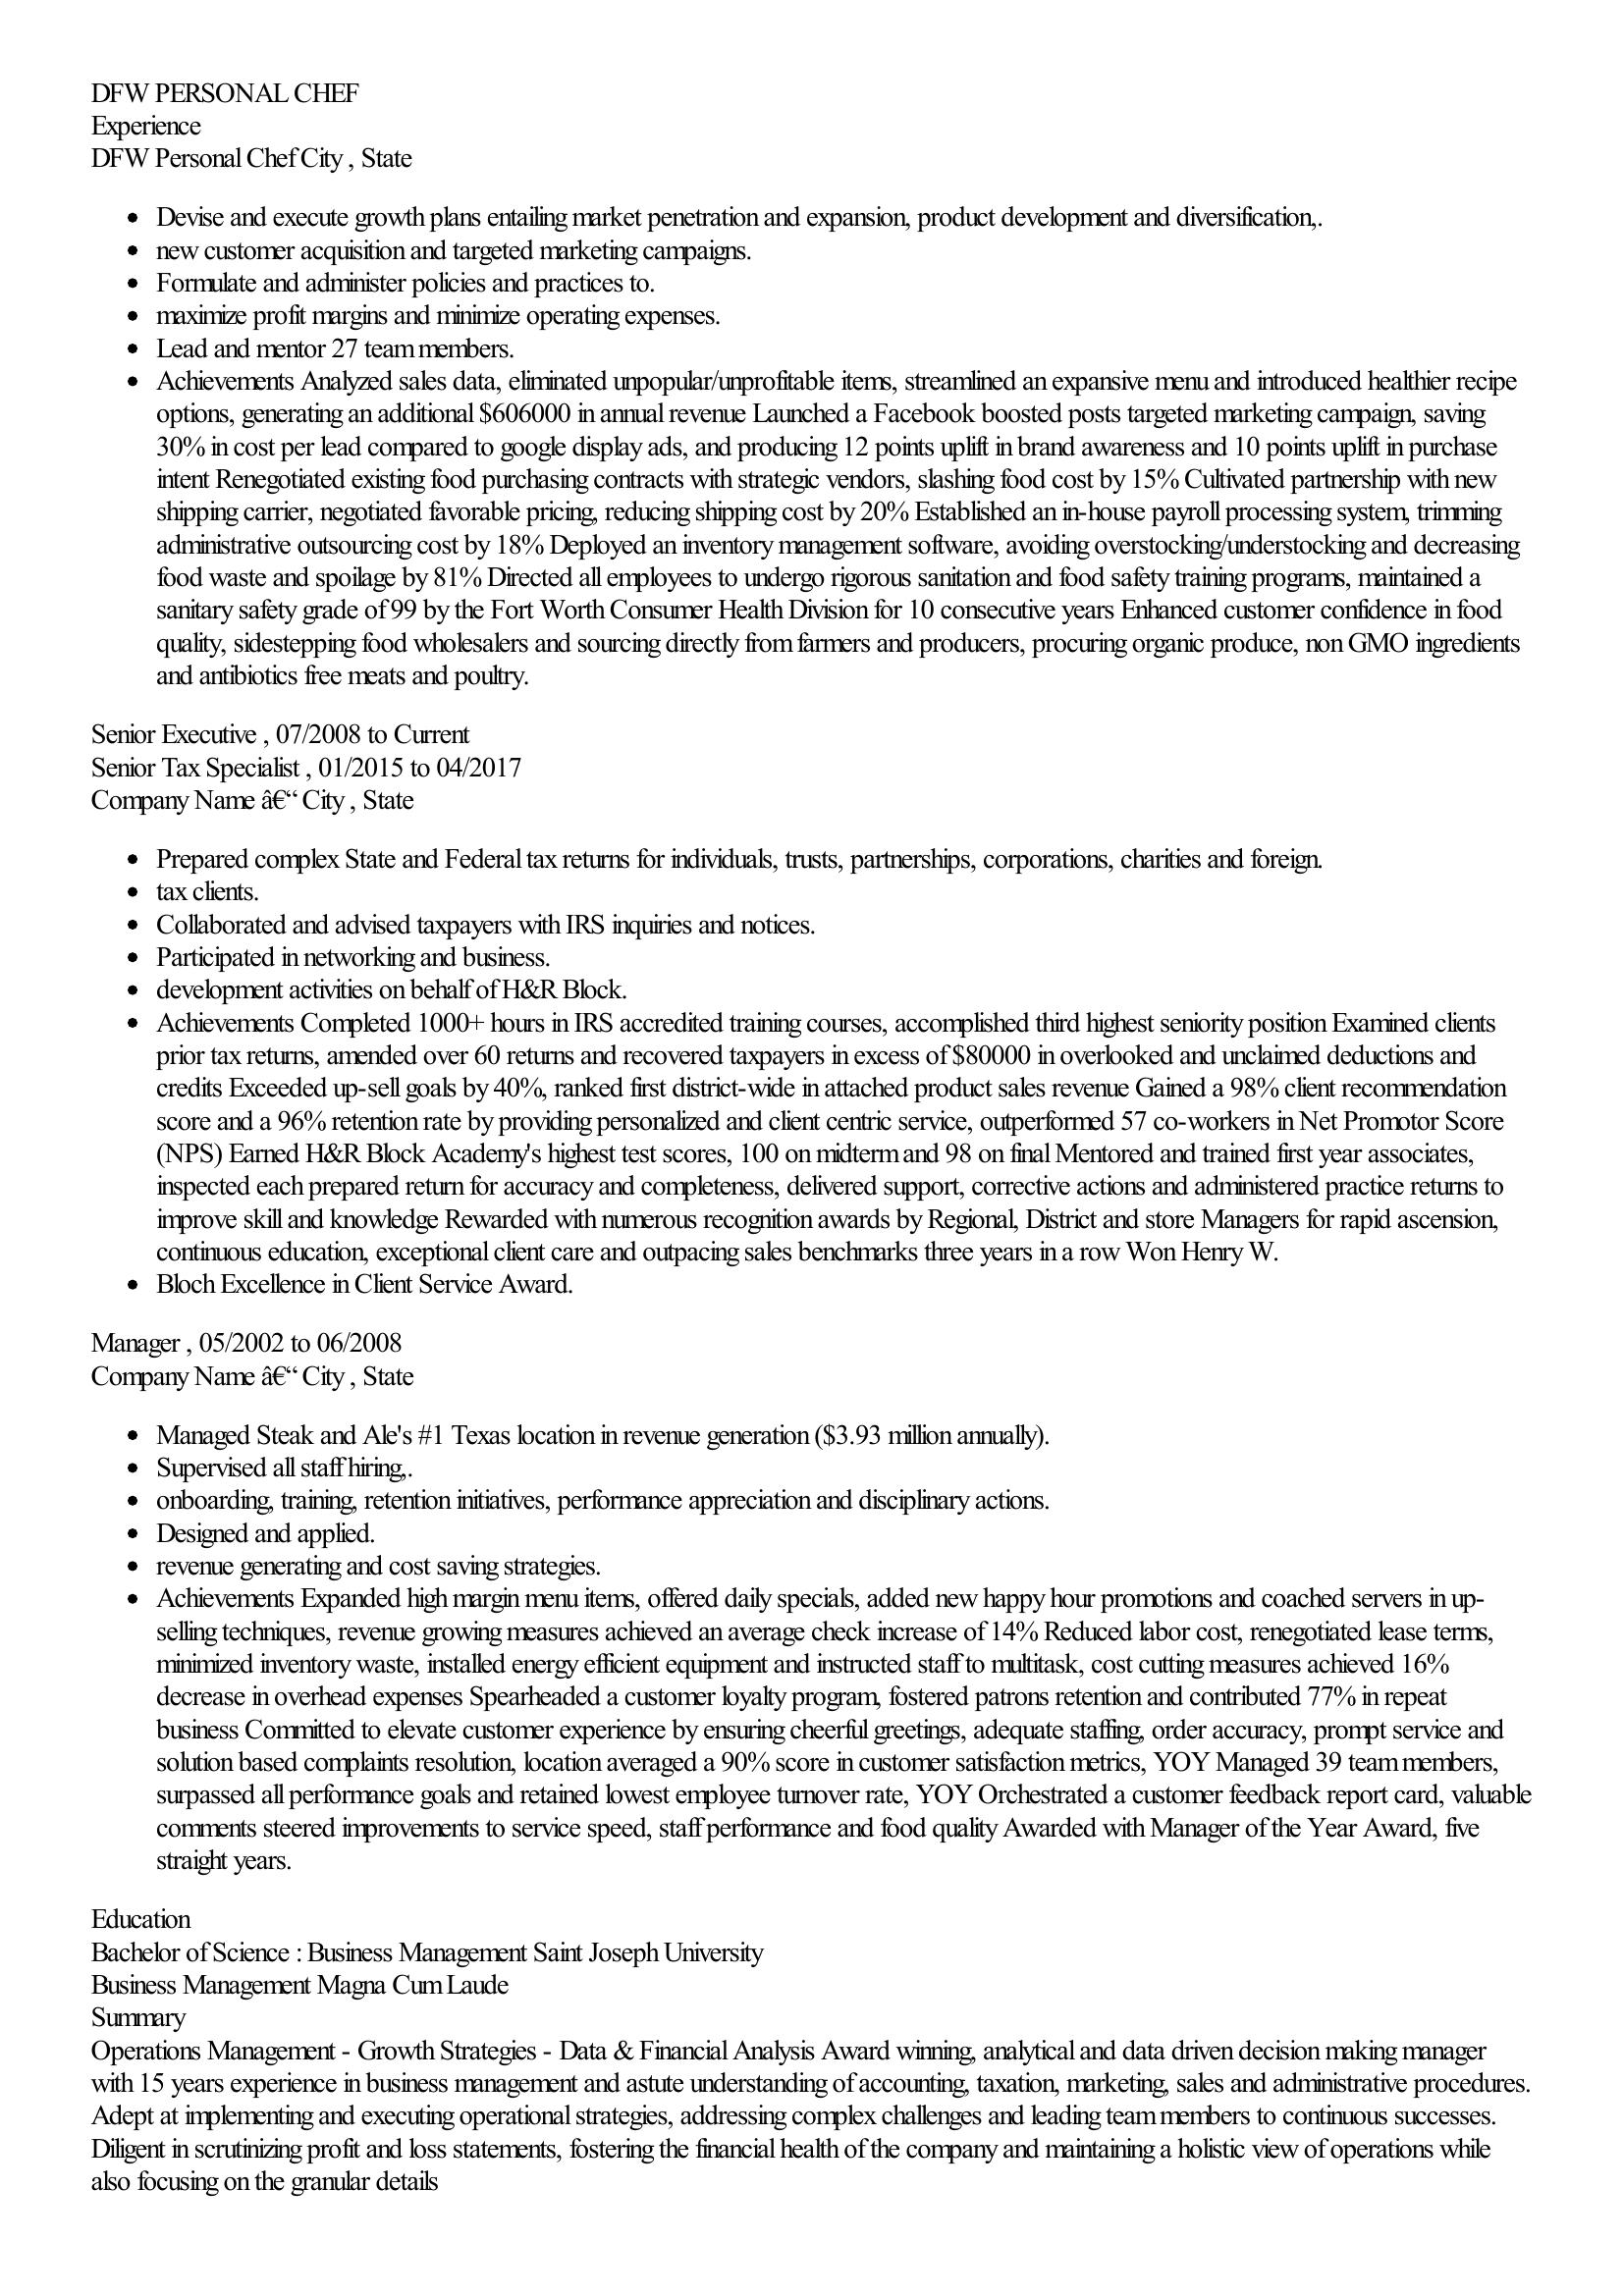 DFW PERSONAL CHEF
Experience
DFW Personal Chef City , State
• Devise and execute growth plans entailing market penetration and expansion, product development and diversification,.
• new customer acquisition and targeted marketing campaigns.
• Formulate and administer policies and practices to.
• maximize profit margins and minimize operating expenses.
• Lead and mentor 27 team members.
• Achievements Analyzed sales data, eliminated unpopular/unprofitable items, streamlined an expansive menu and introduced healthier recipe
options, generating an additional $606000 in annual revenue Launched a Facebook boosted posts targeted marketing campaign, saving
30% in cost per lead compared to google display ads, and producing 12 points uplift in brand awareness and 10 points uplift in purchase
intent Renegotiated existing food purchasing contracts with strategic vendors, slashing food cost by 15% Cultivated partnership with new
shipping carrier, negotiated favorable pricing, reducing shipping cost by 20% Established an in-house payroll processing system, trimming
administrative outsourcing cost by 18% Deployed an inventory management software, avoiding overstocking/understocking and decreasing
food waste and spoilage by 81% Directed all employees to undergo rigorous sanitation and food safety training programs, maintained a
sanitary safety grade of 99 by the Fort Worth Consumer Health Division for 10 consecutive years Enhanced customer confidence in food
quality, sidestepping food wholesalers and sourcing directly from farmers and producers, procuring organic produce, non GMO ingredients
and antibiotics free meats and poultry.
Senior Executive , 07/2008 to Current
Senior Tax Specialist , 01/2015 to 04/2017
Company Name â€“ City , State
• Prepared complex State and Federal tax returns for individuals, trusts, partnerships, corporations, charities and foreign.
• tax clients.
• Collaborated and advised taxpayers with IRS inquiries and notices.
• Participated in networking and business.
• development activities on behalf of H&R Block.
• Achievements Completed 1000+ hours in IRS accredited training courses, accomplished third highest seniority position Examined clients
prior tax returns, amended over 60 returns and recovered taxpayers in excess of $80000 in overlooked and unclaimed deductions and
credits Exceeded up-sell goals by 40%, ranked first district-wide in attached product sales revenue Gained a 98% client recommendation
score and a 96% retention rate by providing personalized and client centric service, outperformed 57 co-workers in Net Promotor Score
(NPS) Earned H&R Block Academy's highest test scores, 100 on midterm and 98 on final Mentored and trained first year associates,
inspected each prepared return for accuracy and completeness, delivered support, corrective actions and administered practice returns to
improve skill and knowledge Rewarded with numerous recognition awards by Regional, District and store Managers for rapid ascension,
continuous education, exceptional client care and outpacing sales benchmarks three years in a row Won Henry W.
• Bloch Excellence in Client Service Award.
Manager , 05/2002 to 06/2008
Company Name â€“ City , State
• Managed Steak and Ale's #1 Texas location in revenue generation ($3.93 million annually).
• Supervised all staff hiring,.
• onboarding, training, retention initiatives, performance appreciation and disciplinary actions.
• Designed and applied.
• revenue generating and cost saving strategies.
• Achievements Expanded high margin menu items, offered daily specials, added new happy hour promotions and coached servers in up-
selling techniques, revenue growing measures achieved an average check increase of 14% Reduced labor cost, renegotiated lease terms,
minimized inventory waste, installed energy efficient equipment and instructed staff to multitask, cost cutting measures achieved 16%
decrease in overhead expenses Spearheaded a customer loyalty program, fostered patrons retention and contributed 77% in repeat
business Committed to elevate customer experience by ensuring cheerful greetings, adequate staffing, order accuracy, prompt service and
solution based complaints resolution, location averaged a 90% score in customer satisfaction metrics, YOY Managed 39 team members,
surpassed all performance goals and retained lowest employee turnover rate, YOY Orchestrated a customer feedback report card, valuable
comments steered improvements to service speed, staff performance and food quality Awarded with Manager of the Year Award, five
straight years.
Education
Bachelor of Science : Business Management Saint Joseph University
Business Management Magna Cum Laude
Summary
Operations Management - Growth Strategies - Data & Financial Analysis Award winning, analytical and data driven decision making manager
with 15 years experience in business management and astute understanding of accounting, taxation, marketing, sales and administrative procedures.
Adept at implementing and executing operational strategies, addressing complex challenges and leading team members to continuous successes.
Diligent in scrutinizing profit and loss statements, fostering the financial health of the company and maintaining a holistic view of operations while
also focusing on the granular details